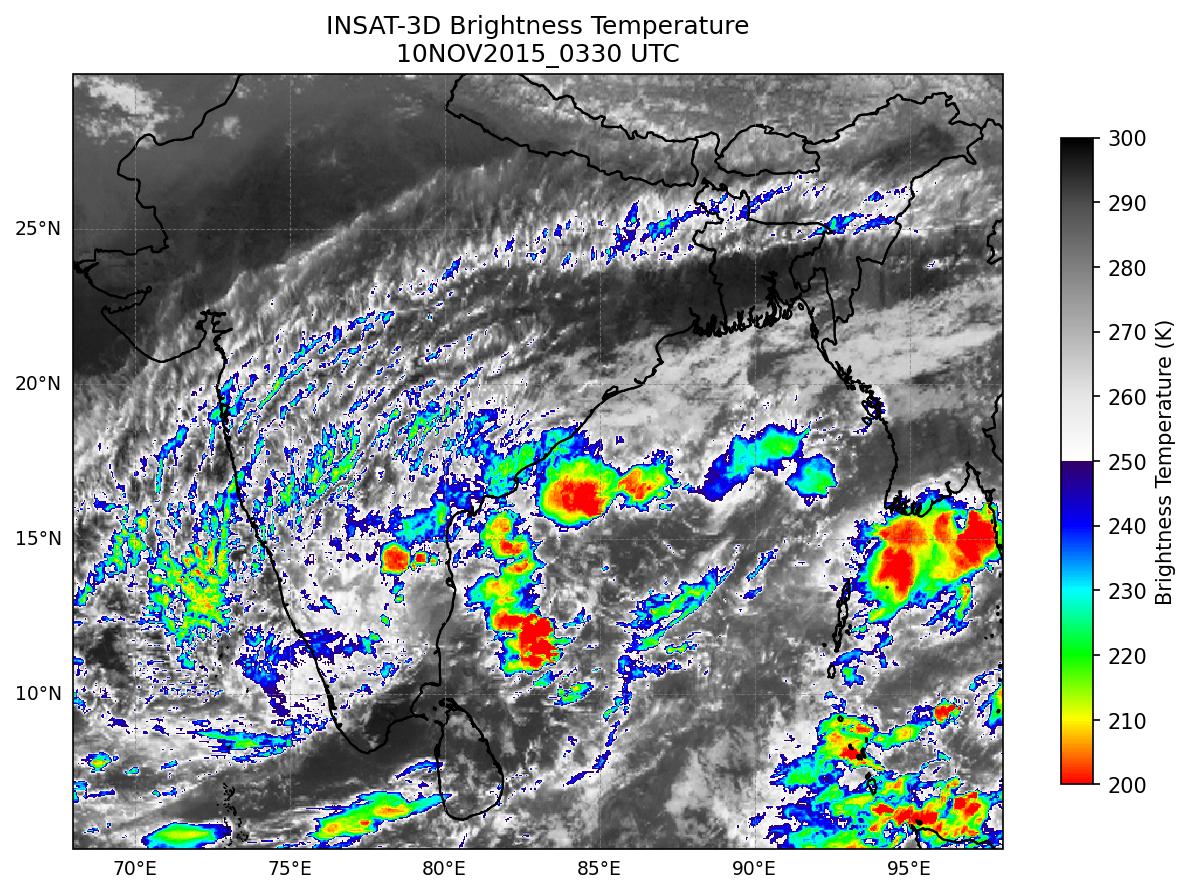 INSAT-3D Brightness Temperature
10NOV2015_0330 UTC
25°N
20°N
15°N
10°N
70°E
75°E
80°E
85°E
90°E
95°E
300
290
280
270
260
250
240
230
220
210
200
Brightness Temperature (K)